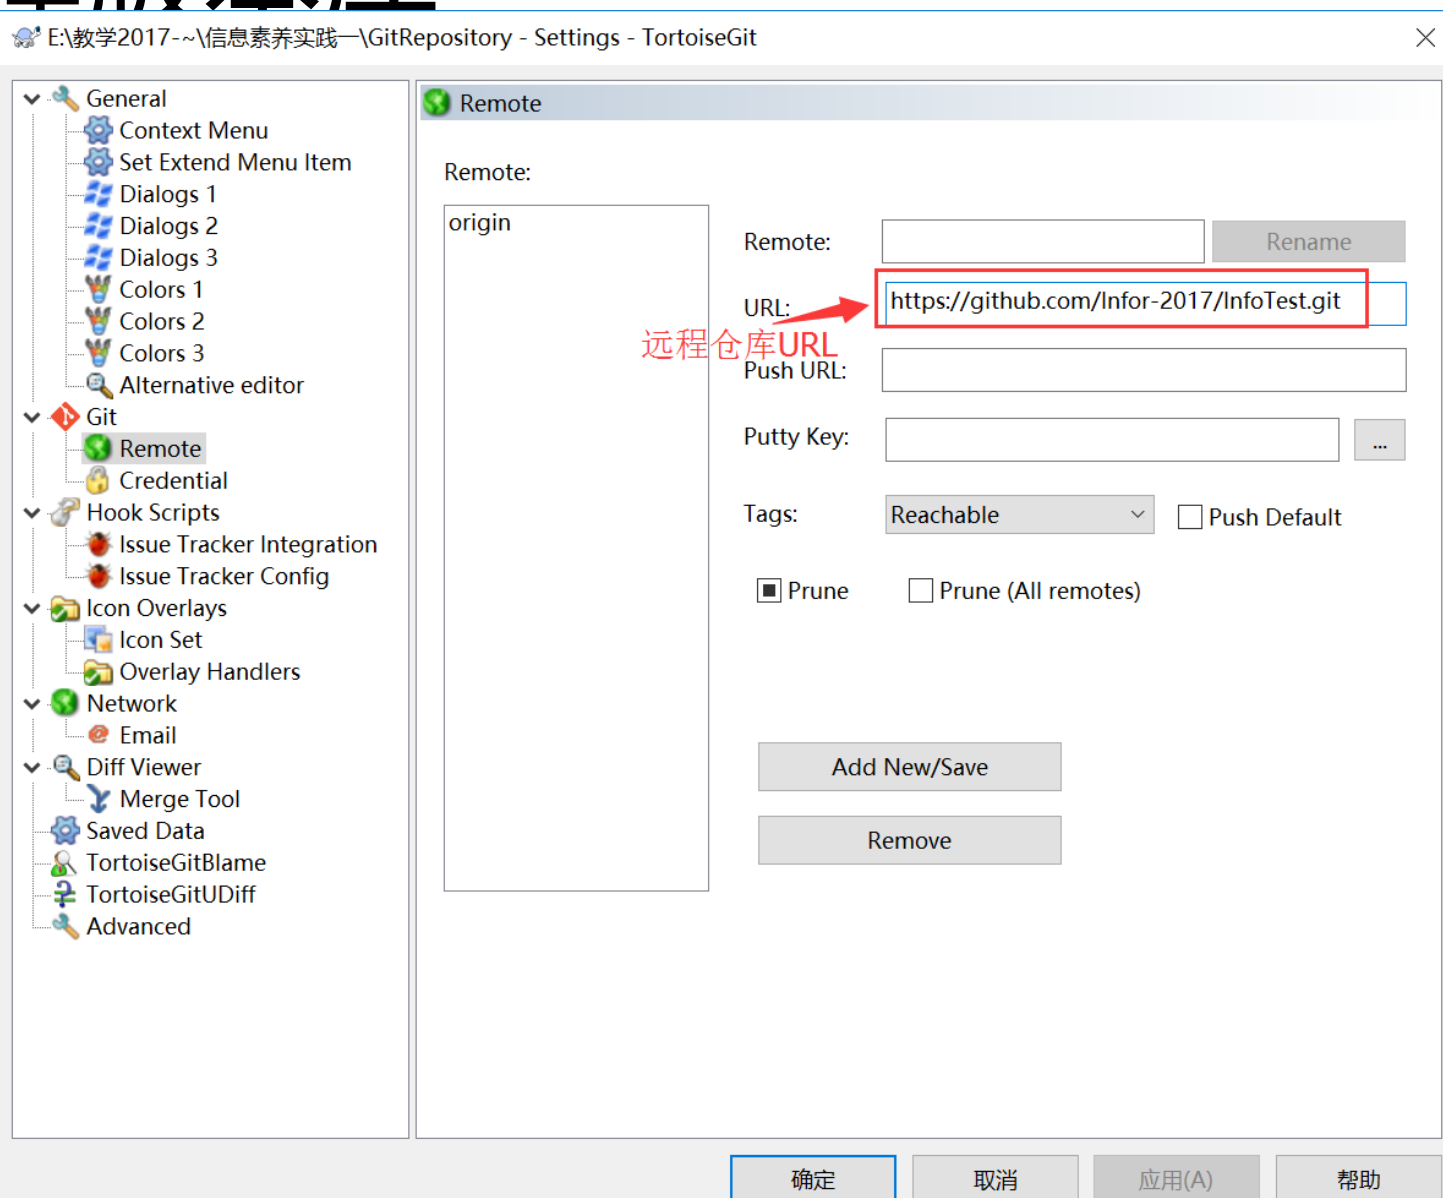 E:\教学2017-~\信息素养实践一\GitRepository - Settings - TortoiseGit
General
Context Menu
Set Extend Menu Item
Dialogs 1
Dialogs 2
Dialogs 3
Colors 1
Colors 2
Colors 3
Alternative editor
Git
Remote
Credential
Hook Scripts
Issue Tracker Integration
Issue Tracker Config
Icon Overlays
Icon Set
Overlay Handlers
Network
Email
Diff Viewer
Merge Tool
Saved Data
TortoiseGitBlame
TortoiseGitUDiff
Advanced
Remote
Remote:
origin
Remote:
Rename
URL:
https://github.com/Infor-2017/InfoTest.git
远程仓库URL
Push URL:
Putty Key:
...
Tags:
Reachable
Push Default
Prune
Prune (All remotes)
Add New/Save
Remove
确定
取消
应用(A)
帮助